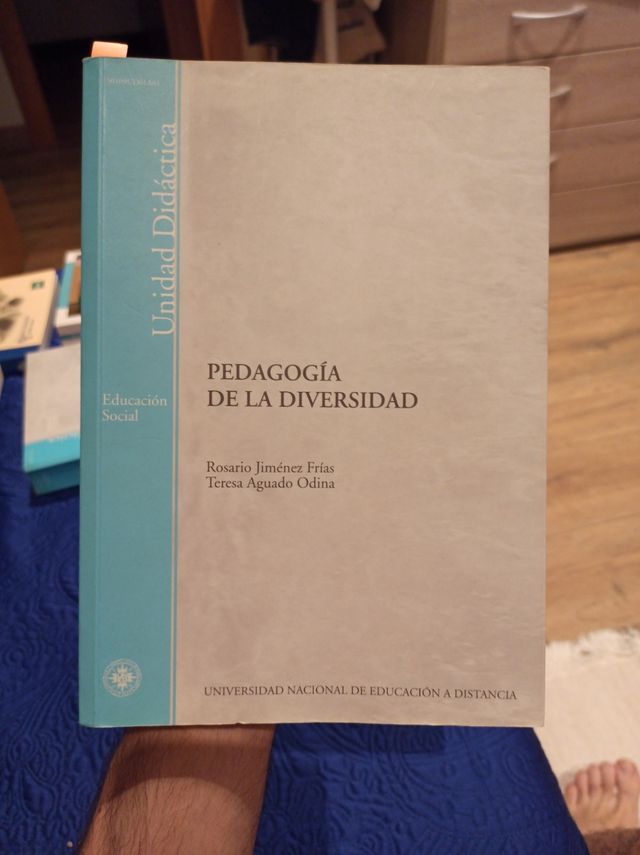 Unidad Didáctica
Educación
Social
PEDAGOGÍA
DE LA DIVERSIDAD
Rosario Jiménez Frías
Teresa Aguado Odina
UNIVERSIDAD NACIONAL DE EDUCACIÓN A DISTANCIA